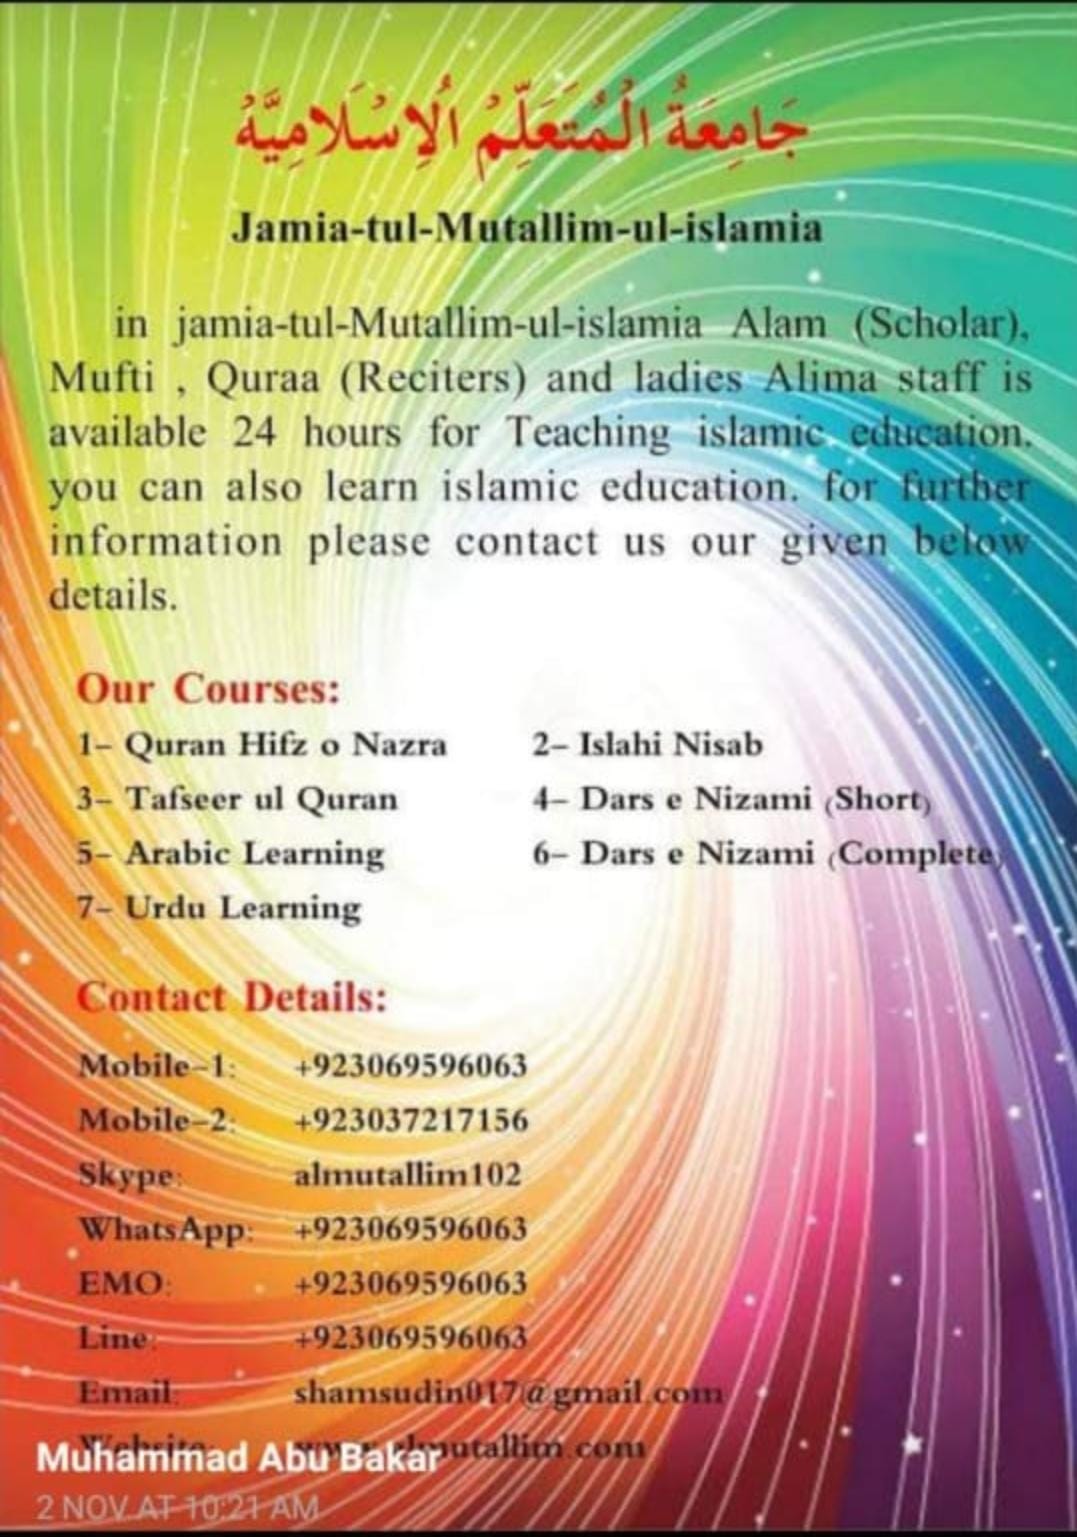 جَامِعَةُ الْمُتَعَلِّمْ الْاِسْلَامِيَّهْ
Jamia-tul-Mutallim-ul-islamia
in jamia-tul-Mutallim-ul-islamia Alam (Scholar),
Mufti , Quraa (Reciters) and ladies Alima staff is
available 24 hours for Teaching islamic education.
you can also learn islamic education. for further
information please contact us our given below
details.
Our Courses:
1- Quran Hifz o Nazra 2- Islahi Nisab
3- Tafseer ul Quran 4- Dars e Nizami (Short)
5- Arabic Learning 6- Dars e Nizami (Complete)
7- Urdu Learning
Contact Details:
Mobile-1: +923069596063
Mobile-2: +923037217156
Skype: almutallim102
WhatsApp: +923069596063
EMO: +923069596063
Line: +923069596063
Email: shamsudin017@gmail.com
Website: www.almutallim.com
Muhammad Abu Bakar
2 NOV AT 10:21 AM